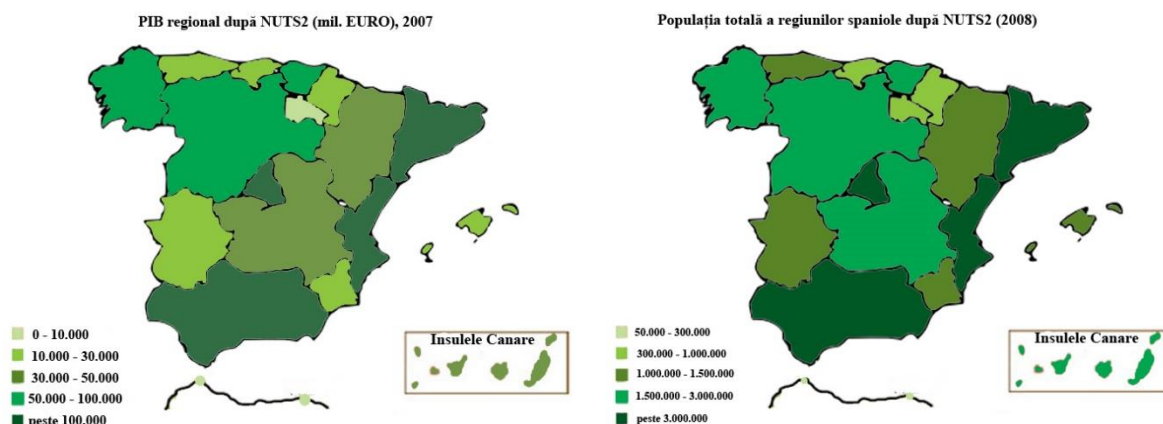 PIB regional după NUTS2 (mil. EURO), 2007
0 - 10.000
10.000 - 30.000
30.000 - 50.000
50.000 - 100.000
peste 100.000
Insulele Canare
Populația totală a regiunilor spaniole după NUTS2 (2008)
50.000 - 300.000
300.000 - 1.000.000
1.000.000 - 1.500.000
1.500.000 - 3.000.000
peste 3.000.000
Insulele Canare